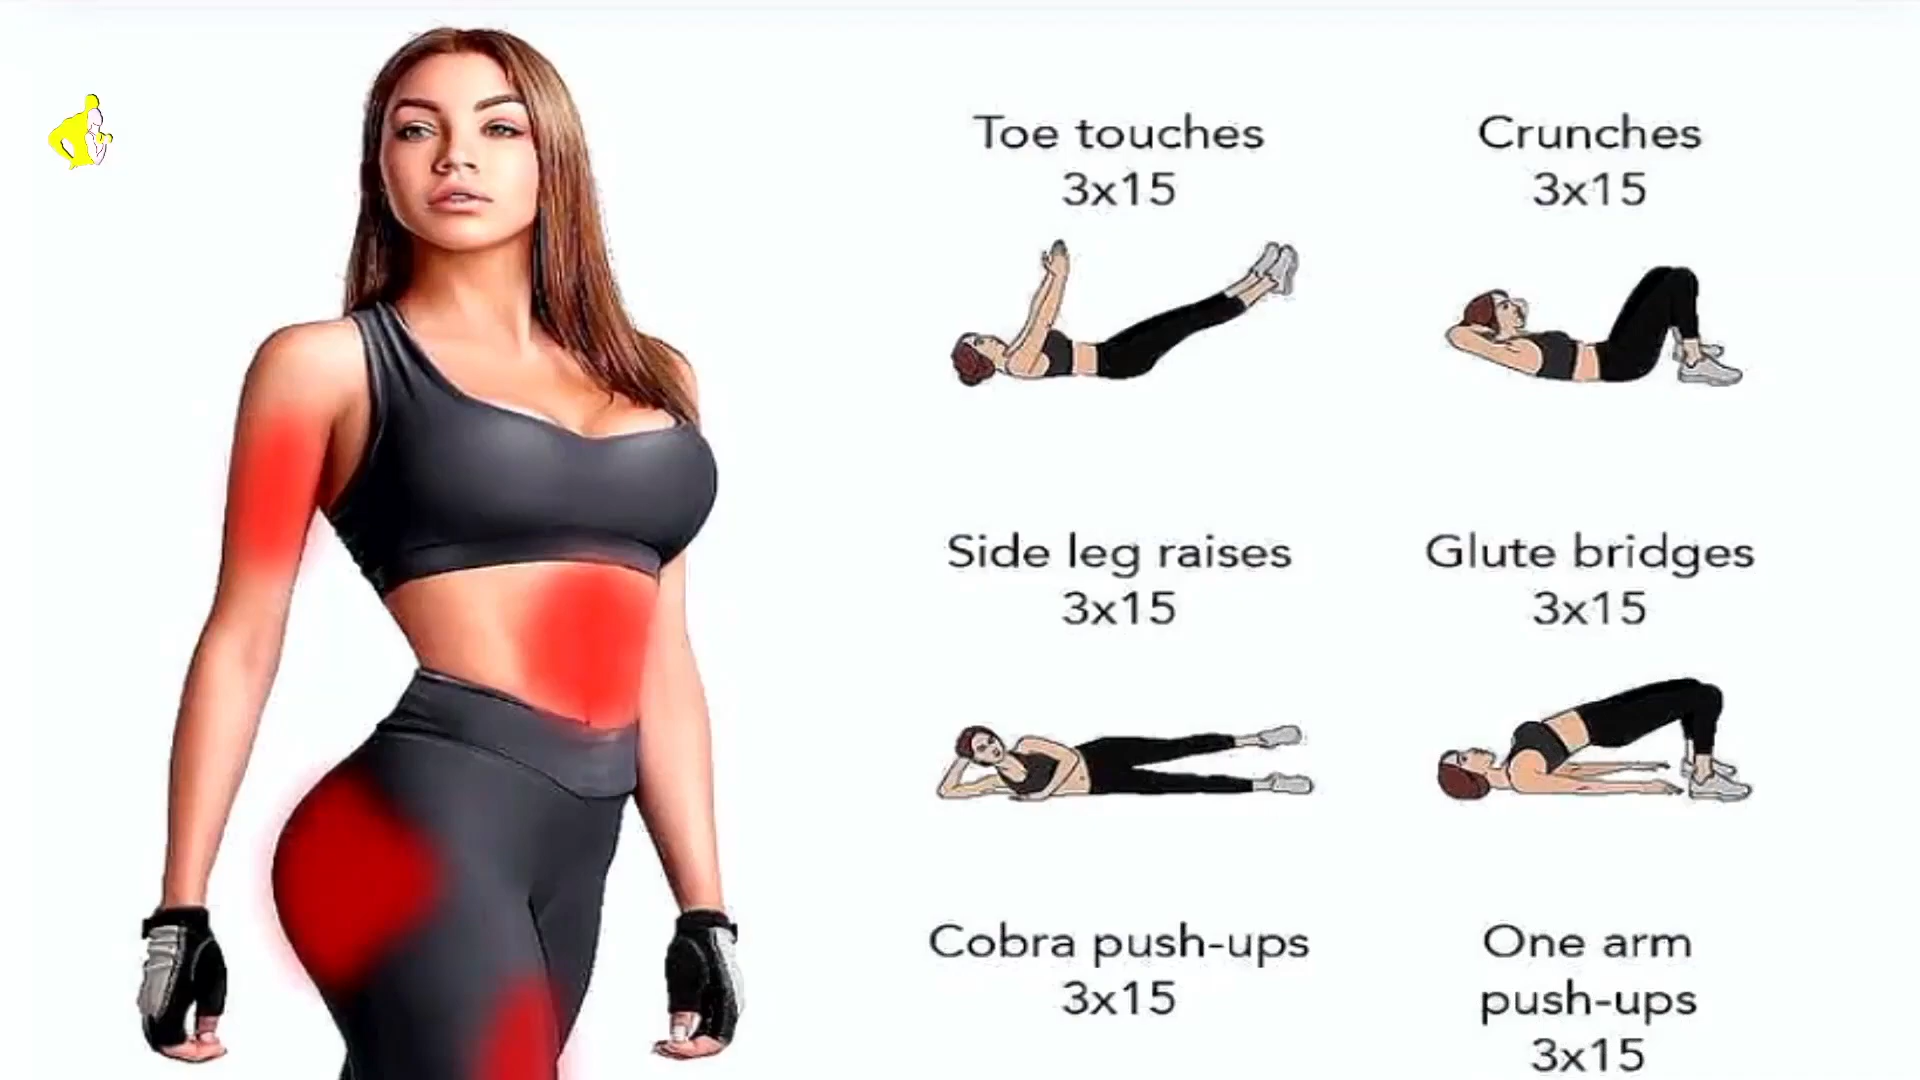 Toe touches
3x15
Crunches
3x15
Side leg raises
3x15
Glute bridges
3x15
Cobra push-ups
3x15
One arm
push-ups
3x15